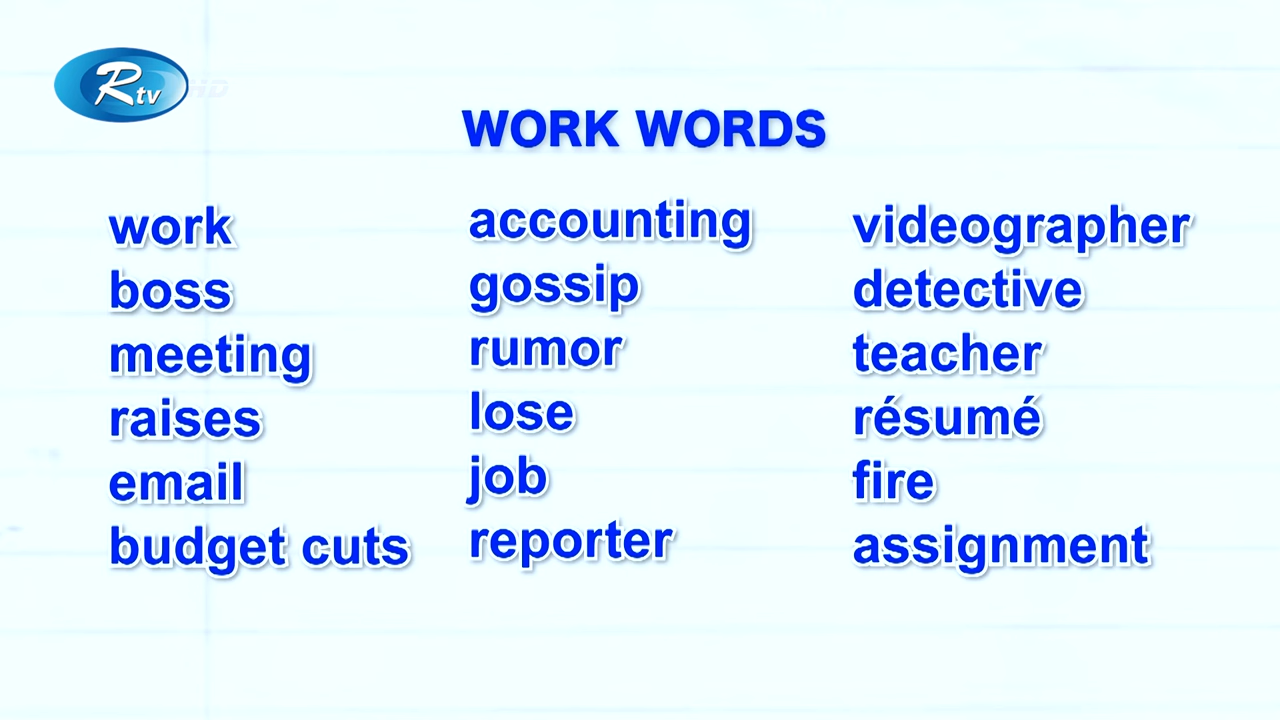 Rtv HD
WORK WORDS
work
boss
meeting
raises
email
budget cuts
accounting
gossip
rumor
lose
job
reporter
videographer
detective
teacher
résumé
fire
assignment